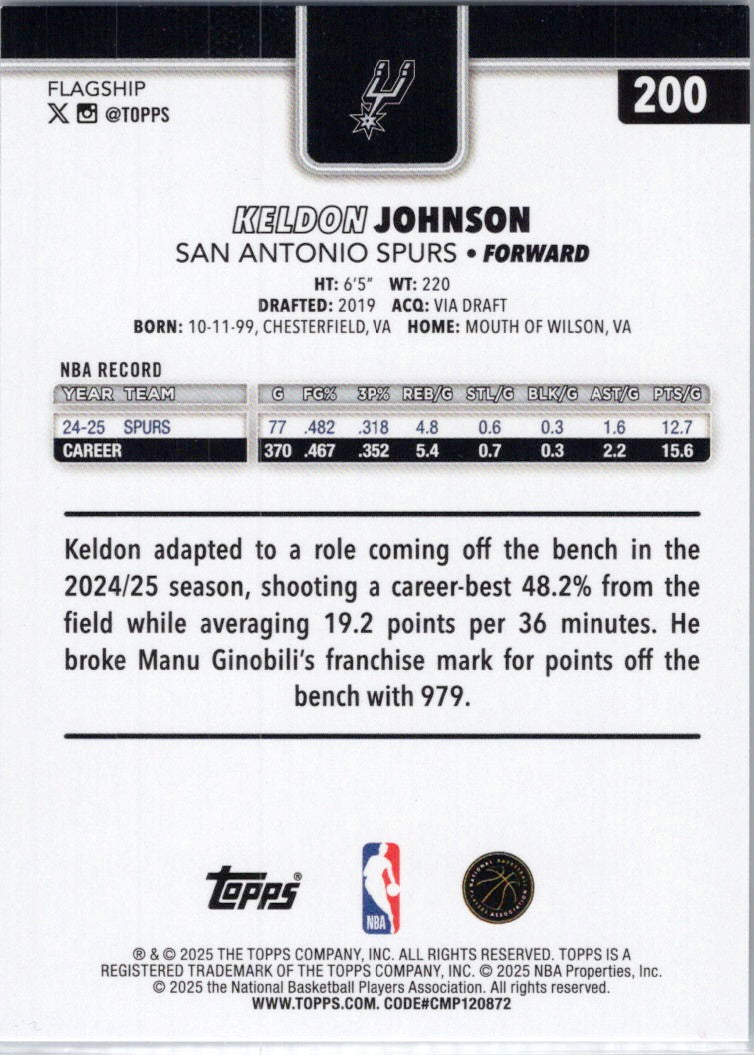 FLAGSHIP
@TOPPS
200
KELDON JOHNSON
SAN ANTONIO SPURS • FORWARD
HT: 6'5" WT: 220
DRAFTED: 2019 ACQ: VIA DRAFT
BORN: 10-11-99, CHESTERFIELD, VA HOME: MOUTH OF WILSON, VA
NBA RECORD
YEAR TEAM G FG% 3P% REB/G STL/G BLK/G AST/G PTS/G
24-25 SPURS 77 .482 .318 4.8 0.6 0.3 1.6 12.7
CAREER 370 .467 .352 5.4 0.7 0.3 2.2 15.6
Keldon adapted to a role coming off the bench in the
2024/25 season, shooting a career-best 48.2% from the
field while averaging 19.2 points per 36 minutes. He
broke Manu Ginobili's franchise mark for points off the
bench with 979.
Topps®
NBA
NATIONAL BASKETBALL
PLAYERS ASSOCIATION
® & © 2025 THE TOPPS COMPANY, INC. ALL RIGHTS RESERVED. TOPPS IS A
REGISTERED TRADEMARK OF THE TOPPS COMPANY, INC. © 2025 NBA Properties, Inc.
© 2025 the National Basketball Players Association. All rights reserved.
WWW.TOPPS.COM. CODE#CMP120872